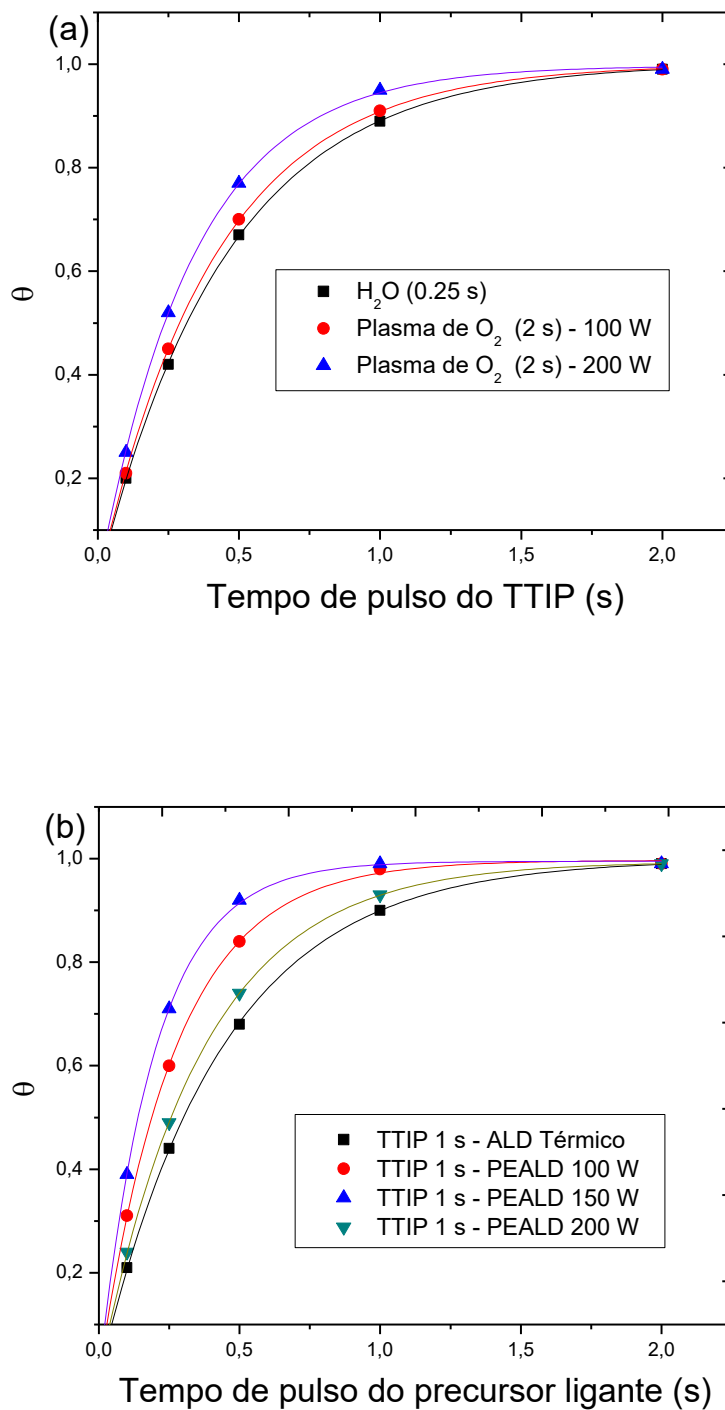 (a)
1,0
0,8
0,6
0,4
0,2
θ
H₂O (0.25 s)
Plasma de O₂ (2 s) - 100 W
Plasma de O₂ (2 s) - 200 W
0,0 0,5 1,0 1,5 2,0
Tempo de pulso do TTIP (s)
(b)
1,0
0,8
0,6
0,4
0,2
θ
TTIP 1 s - ALD Térmico
TTIP 1 s - PEALD 100 W
TTIP 1 s - PEALD 150 W
TTIP 1 s - PEALD 200 W
0,0 0,5 1,0 1,5 2,0
Tempo de pulso do precursor ligante (s)